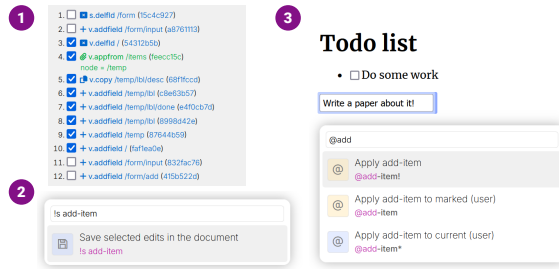 1
1. s.delfld /form (15c4c927)
2. + v.addfield /form/input (a8761113)
3. v.delfld / (54312b5b)
4. v.appfrom /items (feecc15c)
node = /temp
5. v.copy /temp/lbl/desc (68f1fccd)
6. + v.addfield /temp/lbl (c8e63b57)
7. + v.addfield /temp/lbl/done (e4f0cb7d)
8. + v.addfield /temp/lbl (8998d42e)
9. + v.addfield /temp (87644b59)
10. + v.addfield / (faf1ea0e)
11. + v.addfield /form/input (832fac76)
12. + v.addfield /form/add (415b522d)
2
!s add-item
Save selected edits in the document
!s add-item
3
Todo list
• Do some work
Write a paper about it!
@add
@ Apply add-item
@add-item!
@ Apply add-item to marked (user)
@add-item
@ Apply add-item to current (user)
@add-item*